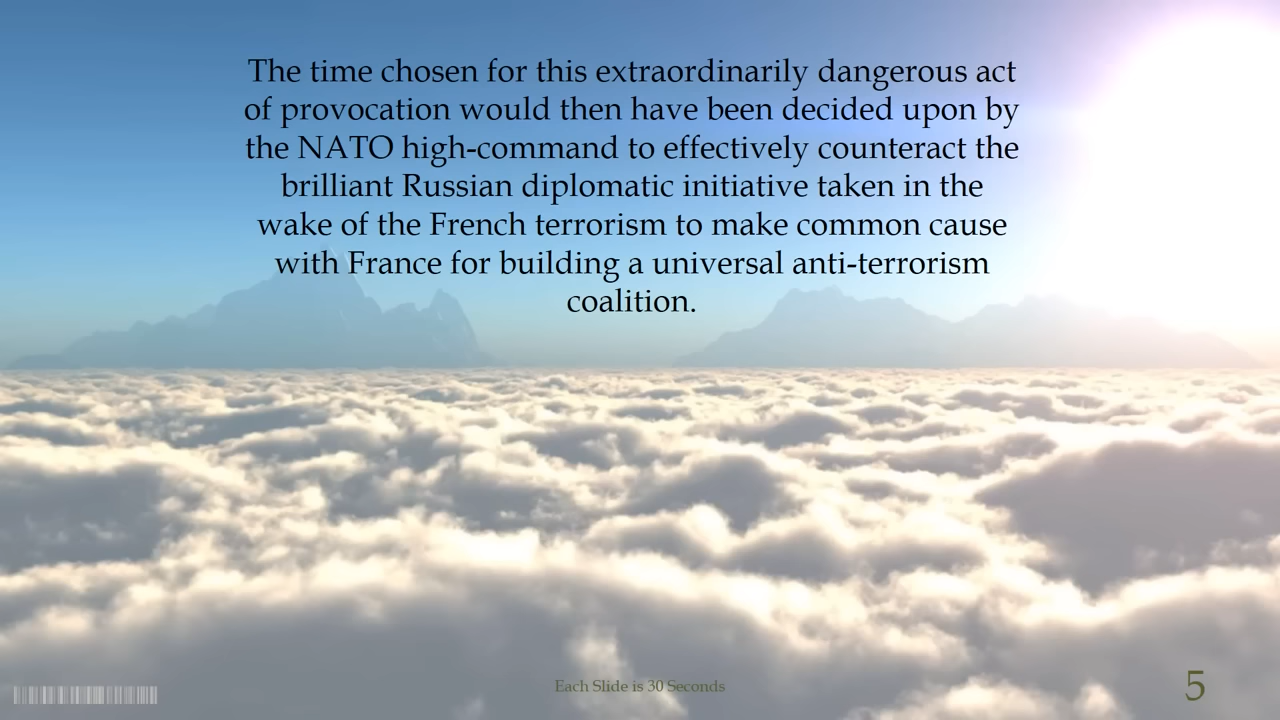 The time chosen for this extraordinarily dangerous act
of provocation would then have been decided upon by
the NATO high-command to effectively counteract the
brilliant Russian diplomatic initiative taken in the
wake of the French terrorism to make common cause
with France for building a universal anti-terrorism
coalition.
Each Slide is 30 Seconds
5